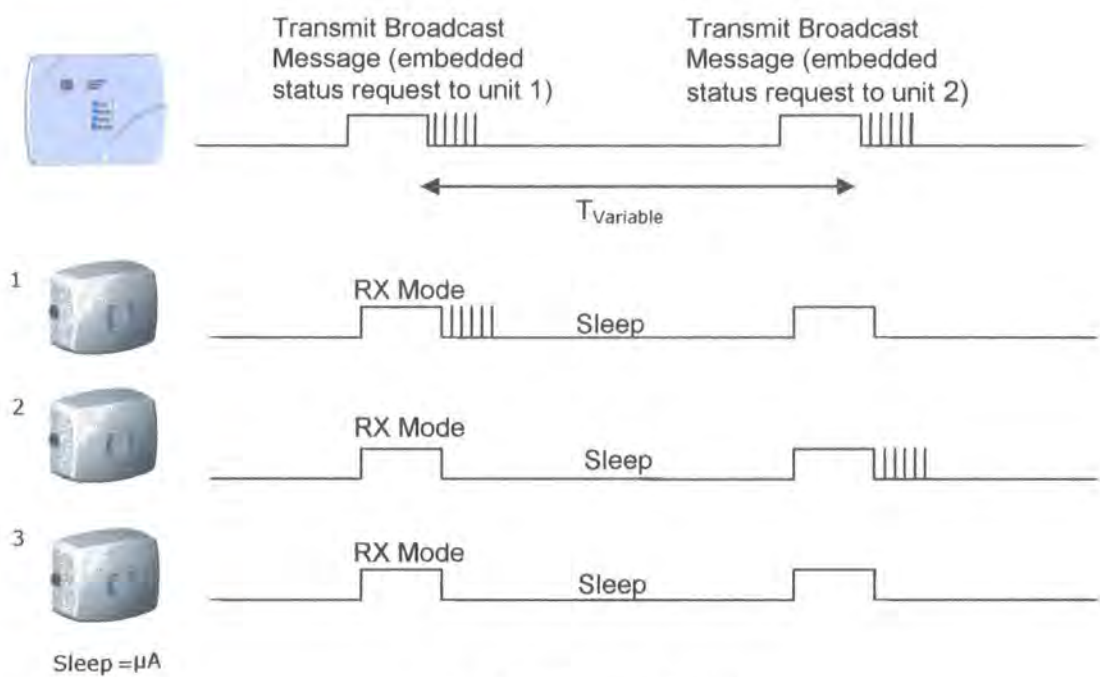 Transmit Broadcast
Message (embedded
status request to unit 1)
Transmit Broadcast
Message (embedded
status request to unit 2)
TVariable
1
RX Mode
Sleep
2
RX Mode
Sleep
3
RX Mode
Sleep
Sleep =µA